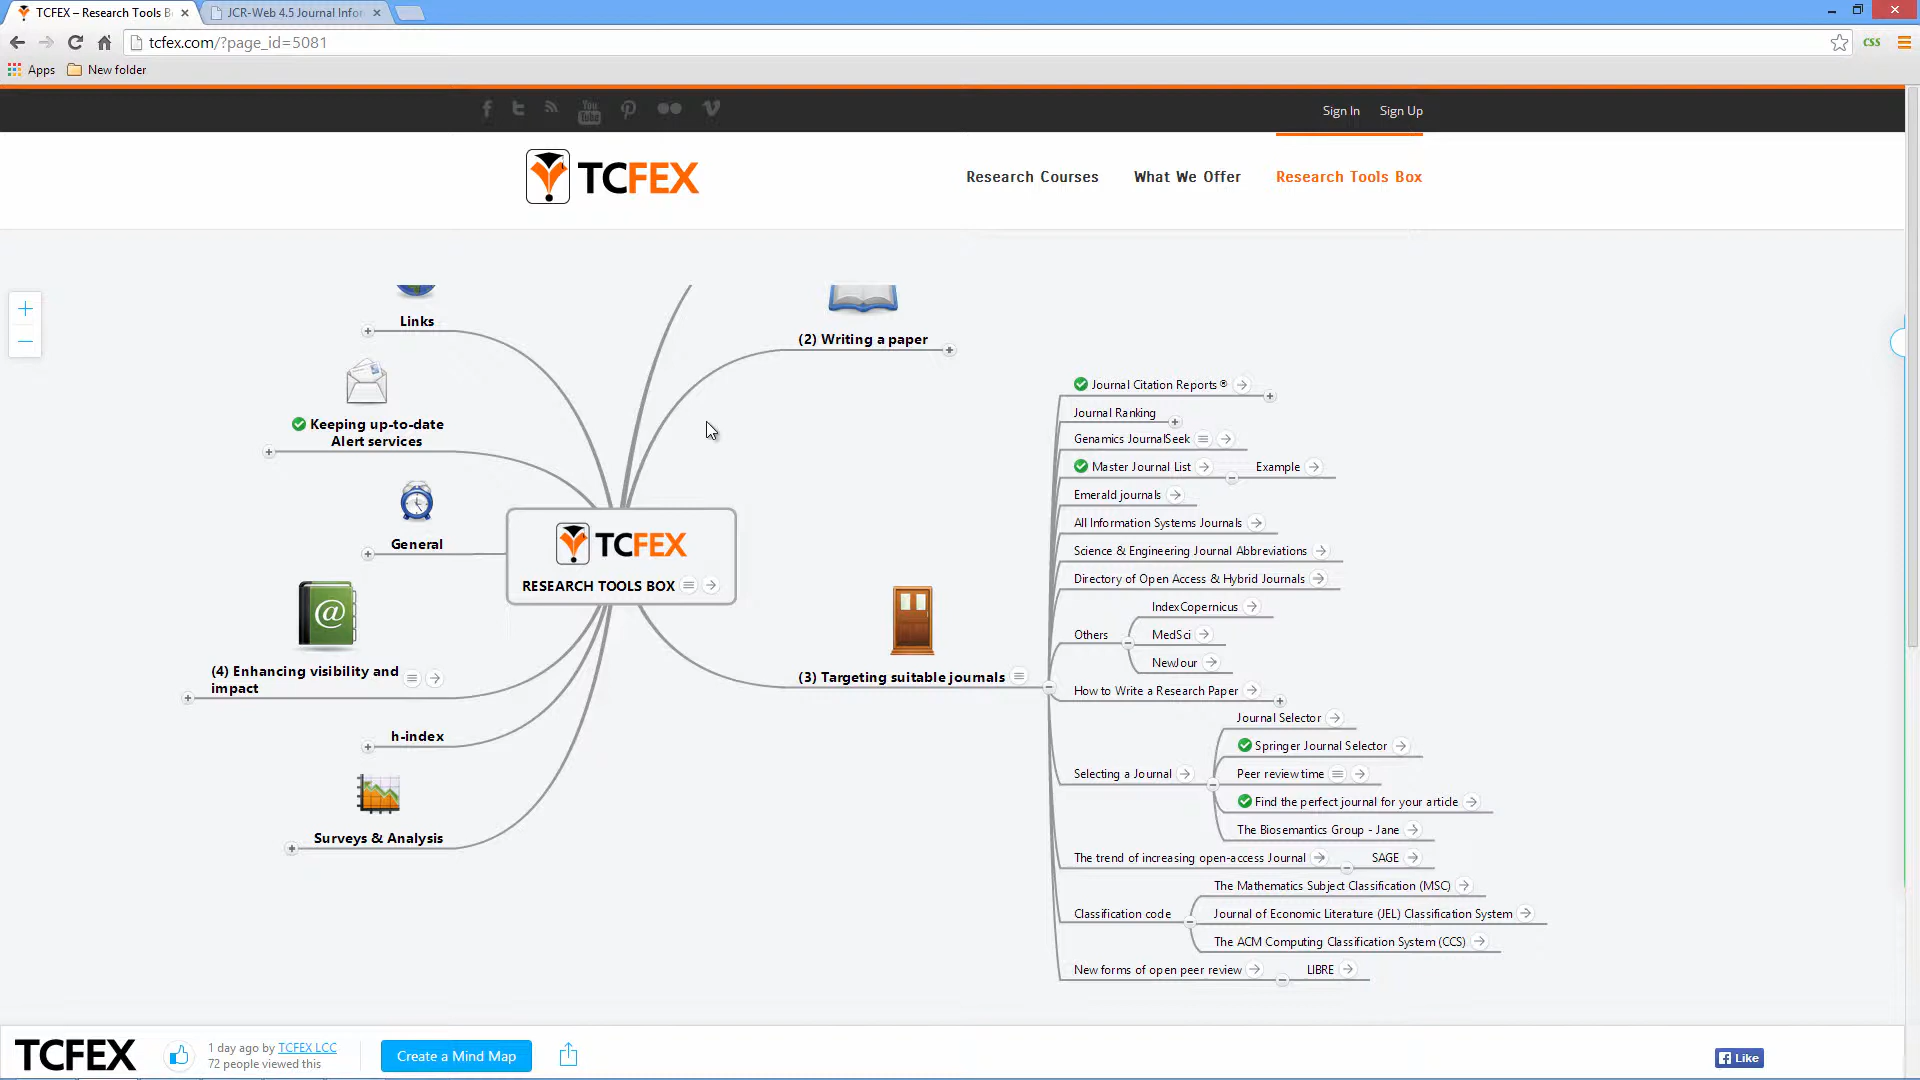 TCFEX – Research Tools B
JCR-Web 4.5 Journal Infor
tcfex.com/?page_id=5081
CSS
Apps
New folder
You Tube
Sign In
Sign Up
TCFEX
Research Courses
What We Offer
Research Tools Box
Links
Keeping up-to-date
Alert services
General
(4) Enhancing visibility and
impact
h-index
Surveys & Analysis
TCFEX
RESEARCH TOOLS BOX
(2) Writing a paper
(3) Targeting suitable journals
Journal Citation Reports ®
Journal Ranking
Genamics JournalSeek
Master Journal List
Example
Emerald journals
All Information Systems Journals
Science & Engineering Journal Abbreviations
Directory of Open Access & Hybrid Journals
Others
IndexCopernicus
MedSci
NewJour
How to Write a Research Paper
Selecting a Journal
Journal Selector
Springer Journal Selector
Peer review time
Find the perfect journal for your article
The Biosemantics Group - Jane
The trend of increasing open-access Journal
SAGE
Classification code
The Mathematics Subject Classification (MSC)
Journal of Economic Literature (JEL) Classification System
The ACM Computing Classification System (CCS)
New forms of open peer review
LIBRE
TCFEX
1 day ago by TCFEX LCC
72 people viewed this
Create a Mind Map
Like